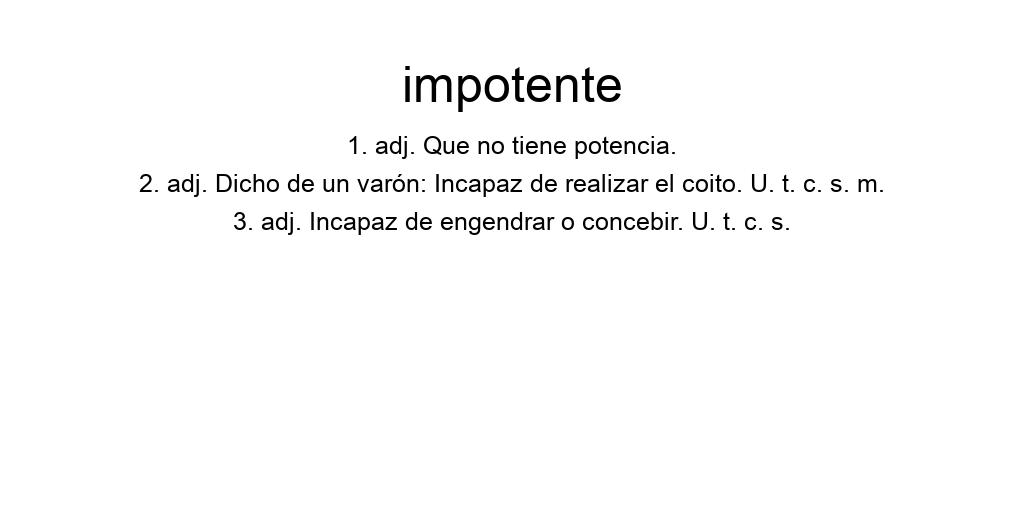 impotente
1. adj. Que no tiene potencia.
2. adj. Dicho de un varón: Incapaz de realizar el coito. U. t. c. s. m.
3. adj. Incapaz de engendrar o concebir. U. t. c. s.